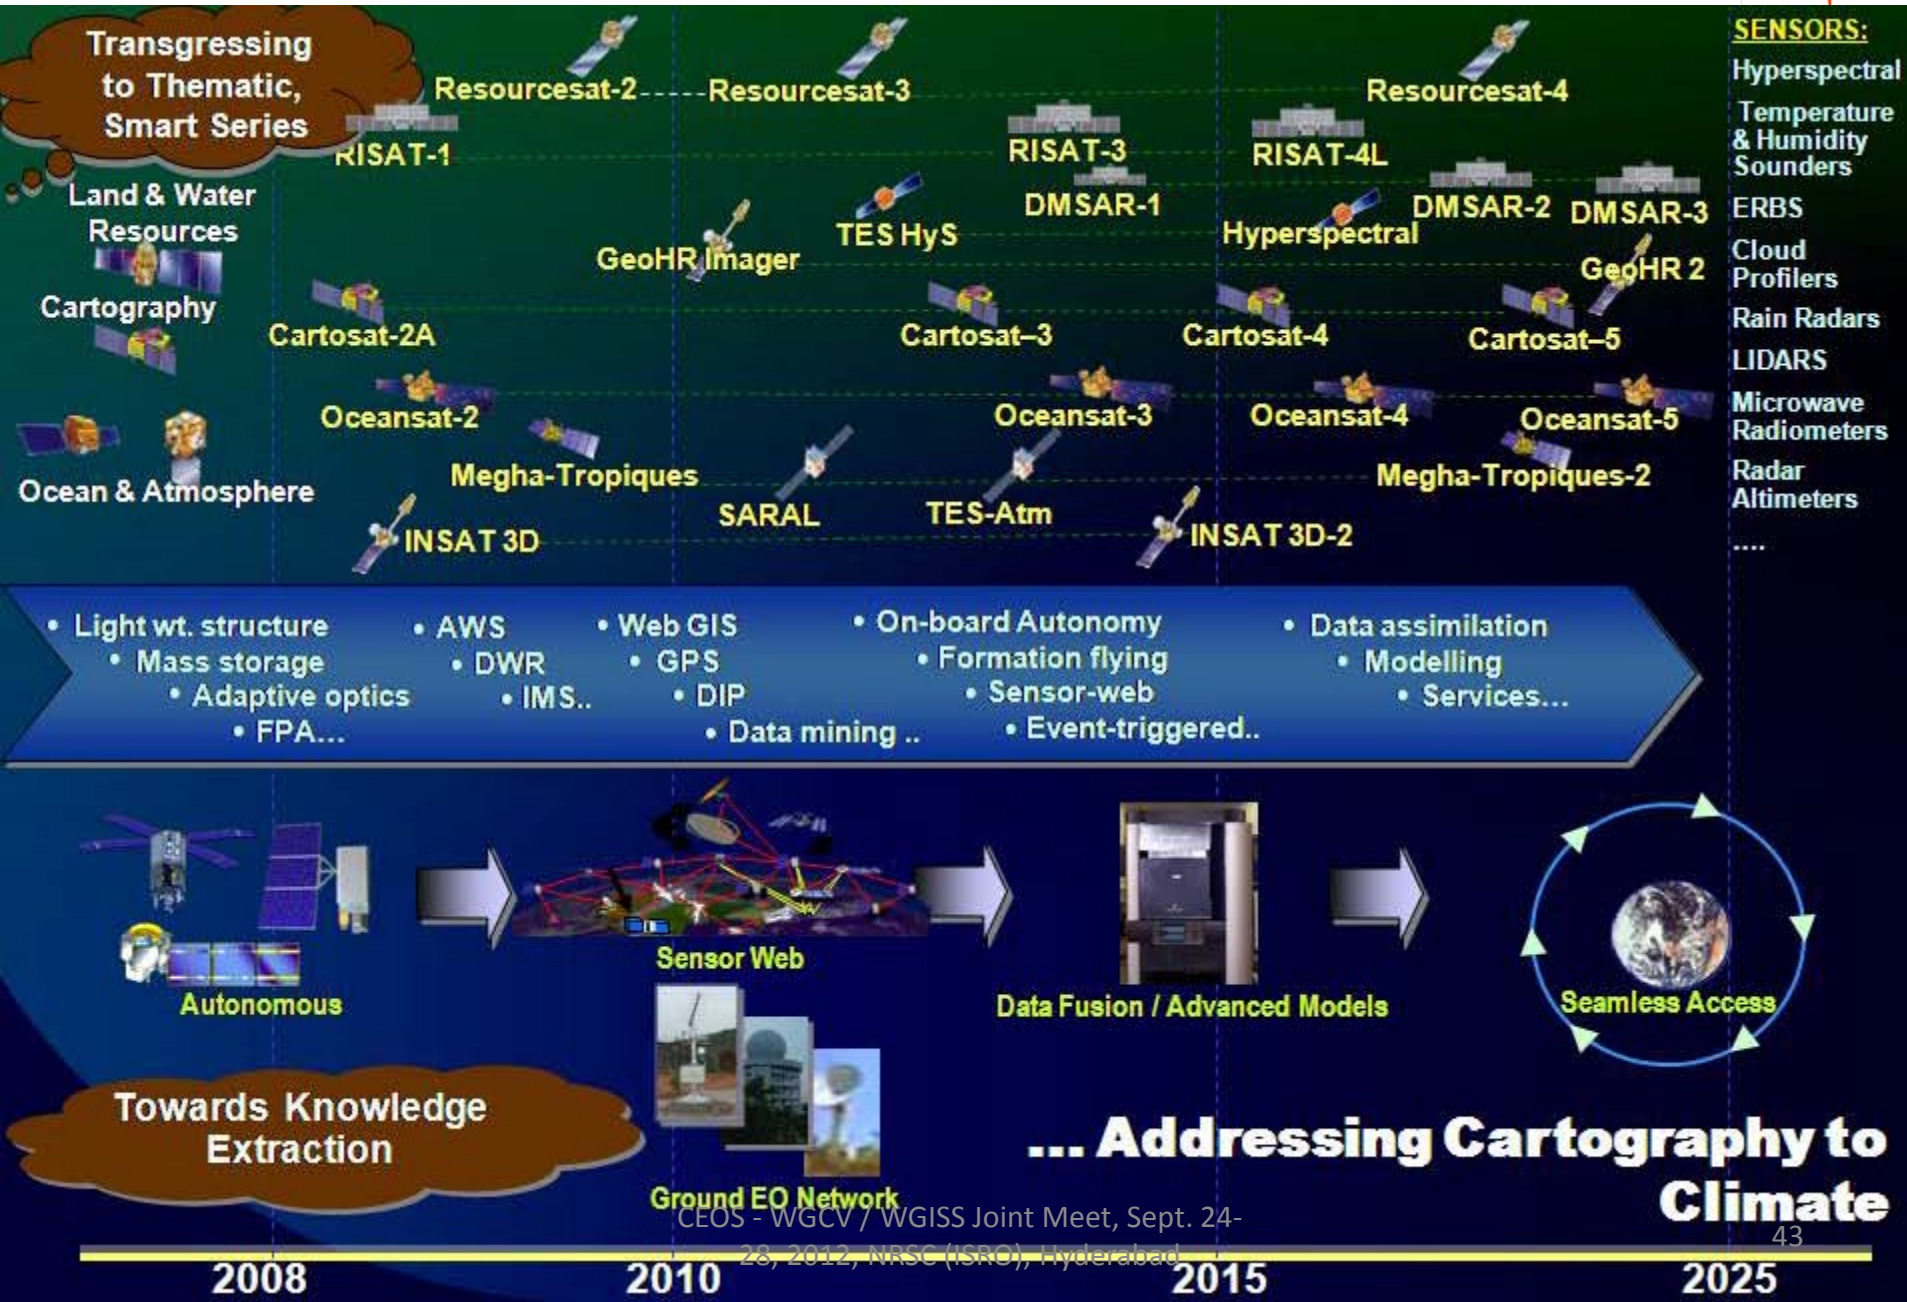 Transgressing
to Thematic,
Smart Series
Resourcesat-2
Resourcesat-3
Resourcesat-4
RISAT-1
RISAT-3
RISAT-4L
DMSAR-1
DMSAR-2
DMSAR-3
Land & Water
Resources
TES HyS
Hyperspectral
GeoHR Imager
GeoHR 2
Cartography
Cartosat-2A
Cartosat–3
Cartosat-4
Cartosat–5
Oceansat-2
Oceansat-3
Oceansat-4
Oceansat-5
Megha-Tropiques
Megha-Tropiques-2
Ocean & Atmosphere
SARAL
TES-Atm
INSAT 3D
INSAT 3D-2
SENSORS:
Hyperspectral
Temperature
& Humidity
Sounders
ERBS
Cloud
Profilers
Rain Radars
LIDARS
Microwave
Radiometers
Radar
Altimeters
....
• Light wt. structure
• Mass storage
• Adaptive optics
• FPA...
• AWS
• DWR
• IMS..
• Web GIS
• GPS
• DIP
• Data mining ..
• On-board Autonomy
• Formation flying
• Sensor-web
• Event-triggered..
• Data assimilation
• Modelling
• Services...
Autonomous
Sensor Web
Data Fusion / Advanced Models
Seamless Access
Towards Knowledge
Extraction
Ground EO Network
... Addressing Cartography to
Climate
CEOS - WGCV / WGISS Joint Meet, Sept. 24-
28, 2012, NRSC (ISRO), Hyderabad
43
2008
2010
2015
2025